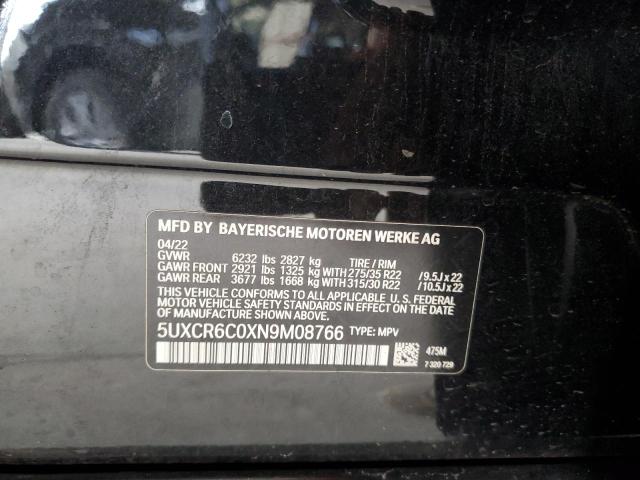 MFD BY BAYERISCHE MOTOREN WERKE AG
04/22
GVWR 6232 lbs 2827 kg TIRE / RIM
GAWR FRONT 2921 lbs 1325 kg WITH 275/35 R22 /9.5J x 22
GAWR REAR 3677 lbs 1668 kg WITH 315/30 R22 /10.5J x 22
THIS VEHICLE CONFORMS TO ALL APPLICABLE U.S. FEDERAL
MOTOR VEHICLE SAFETY STANDARDS IN EFFECT ON THE DATE
OF MANUFACTURE SHOWN ABOVE.
5UXCR6C0XN9M08766 TYPE: MPV
475M
7 320 729